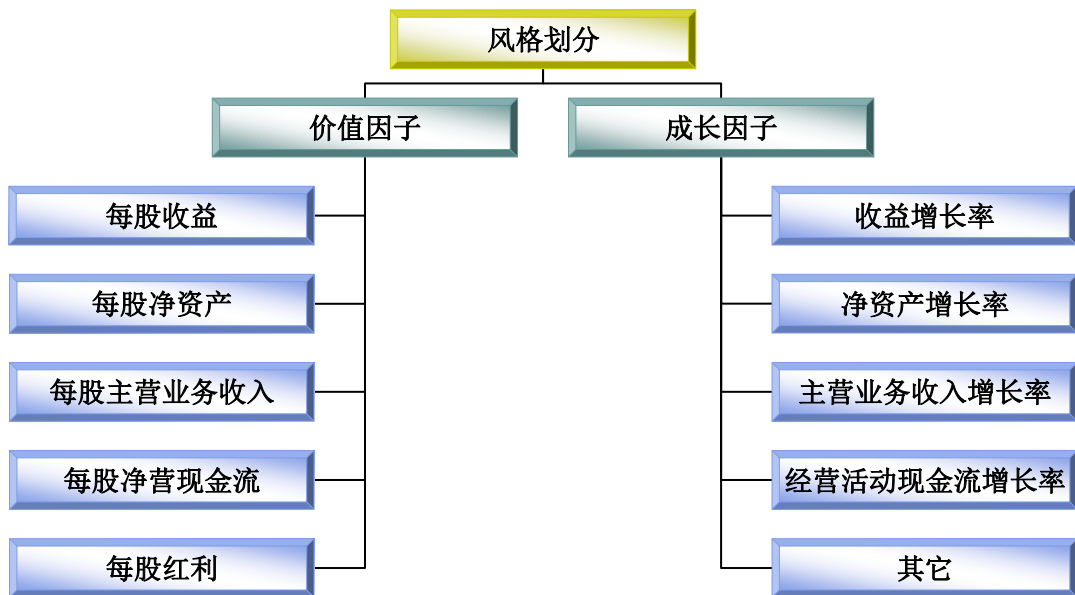 风格划分
价值因子
成长因子
每股收益
收益增长率
每股净资产
净资产增长率
每股主营业务收入
主营业务收入增长率
每股净营现金流
经营活动现金流增长率
每股红利
其它